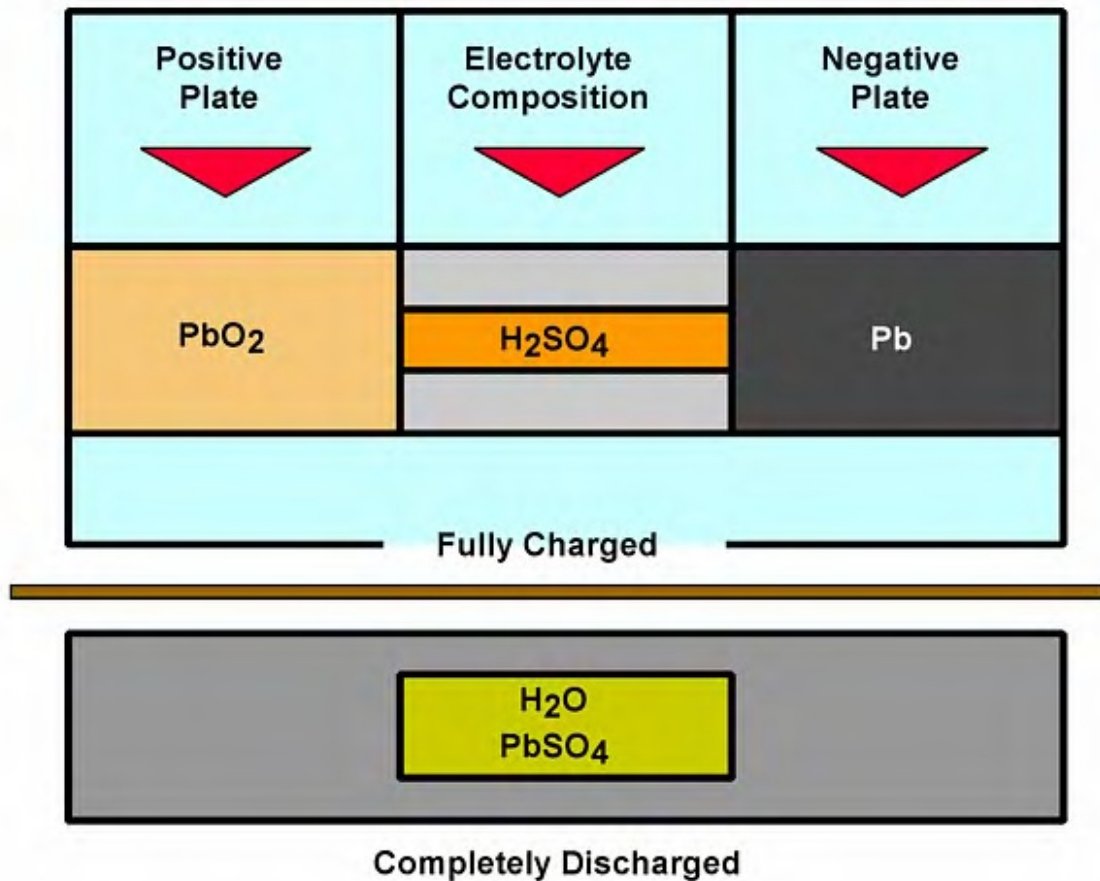 Positive
Plate
Electrolyte
Composition
Negative
Plate
PbO2
H2SO4
Pb
Fully Charged
H2O
PbSO4
Completely Discharged